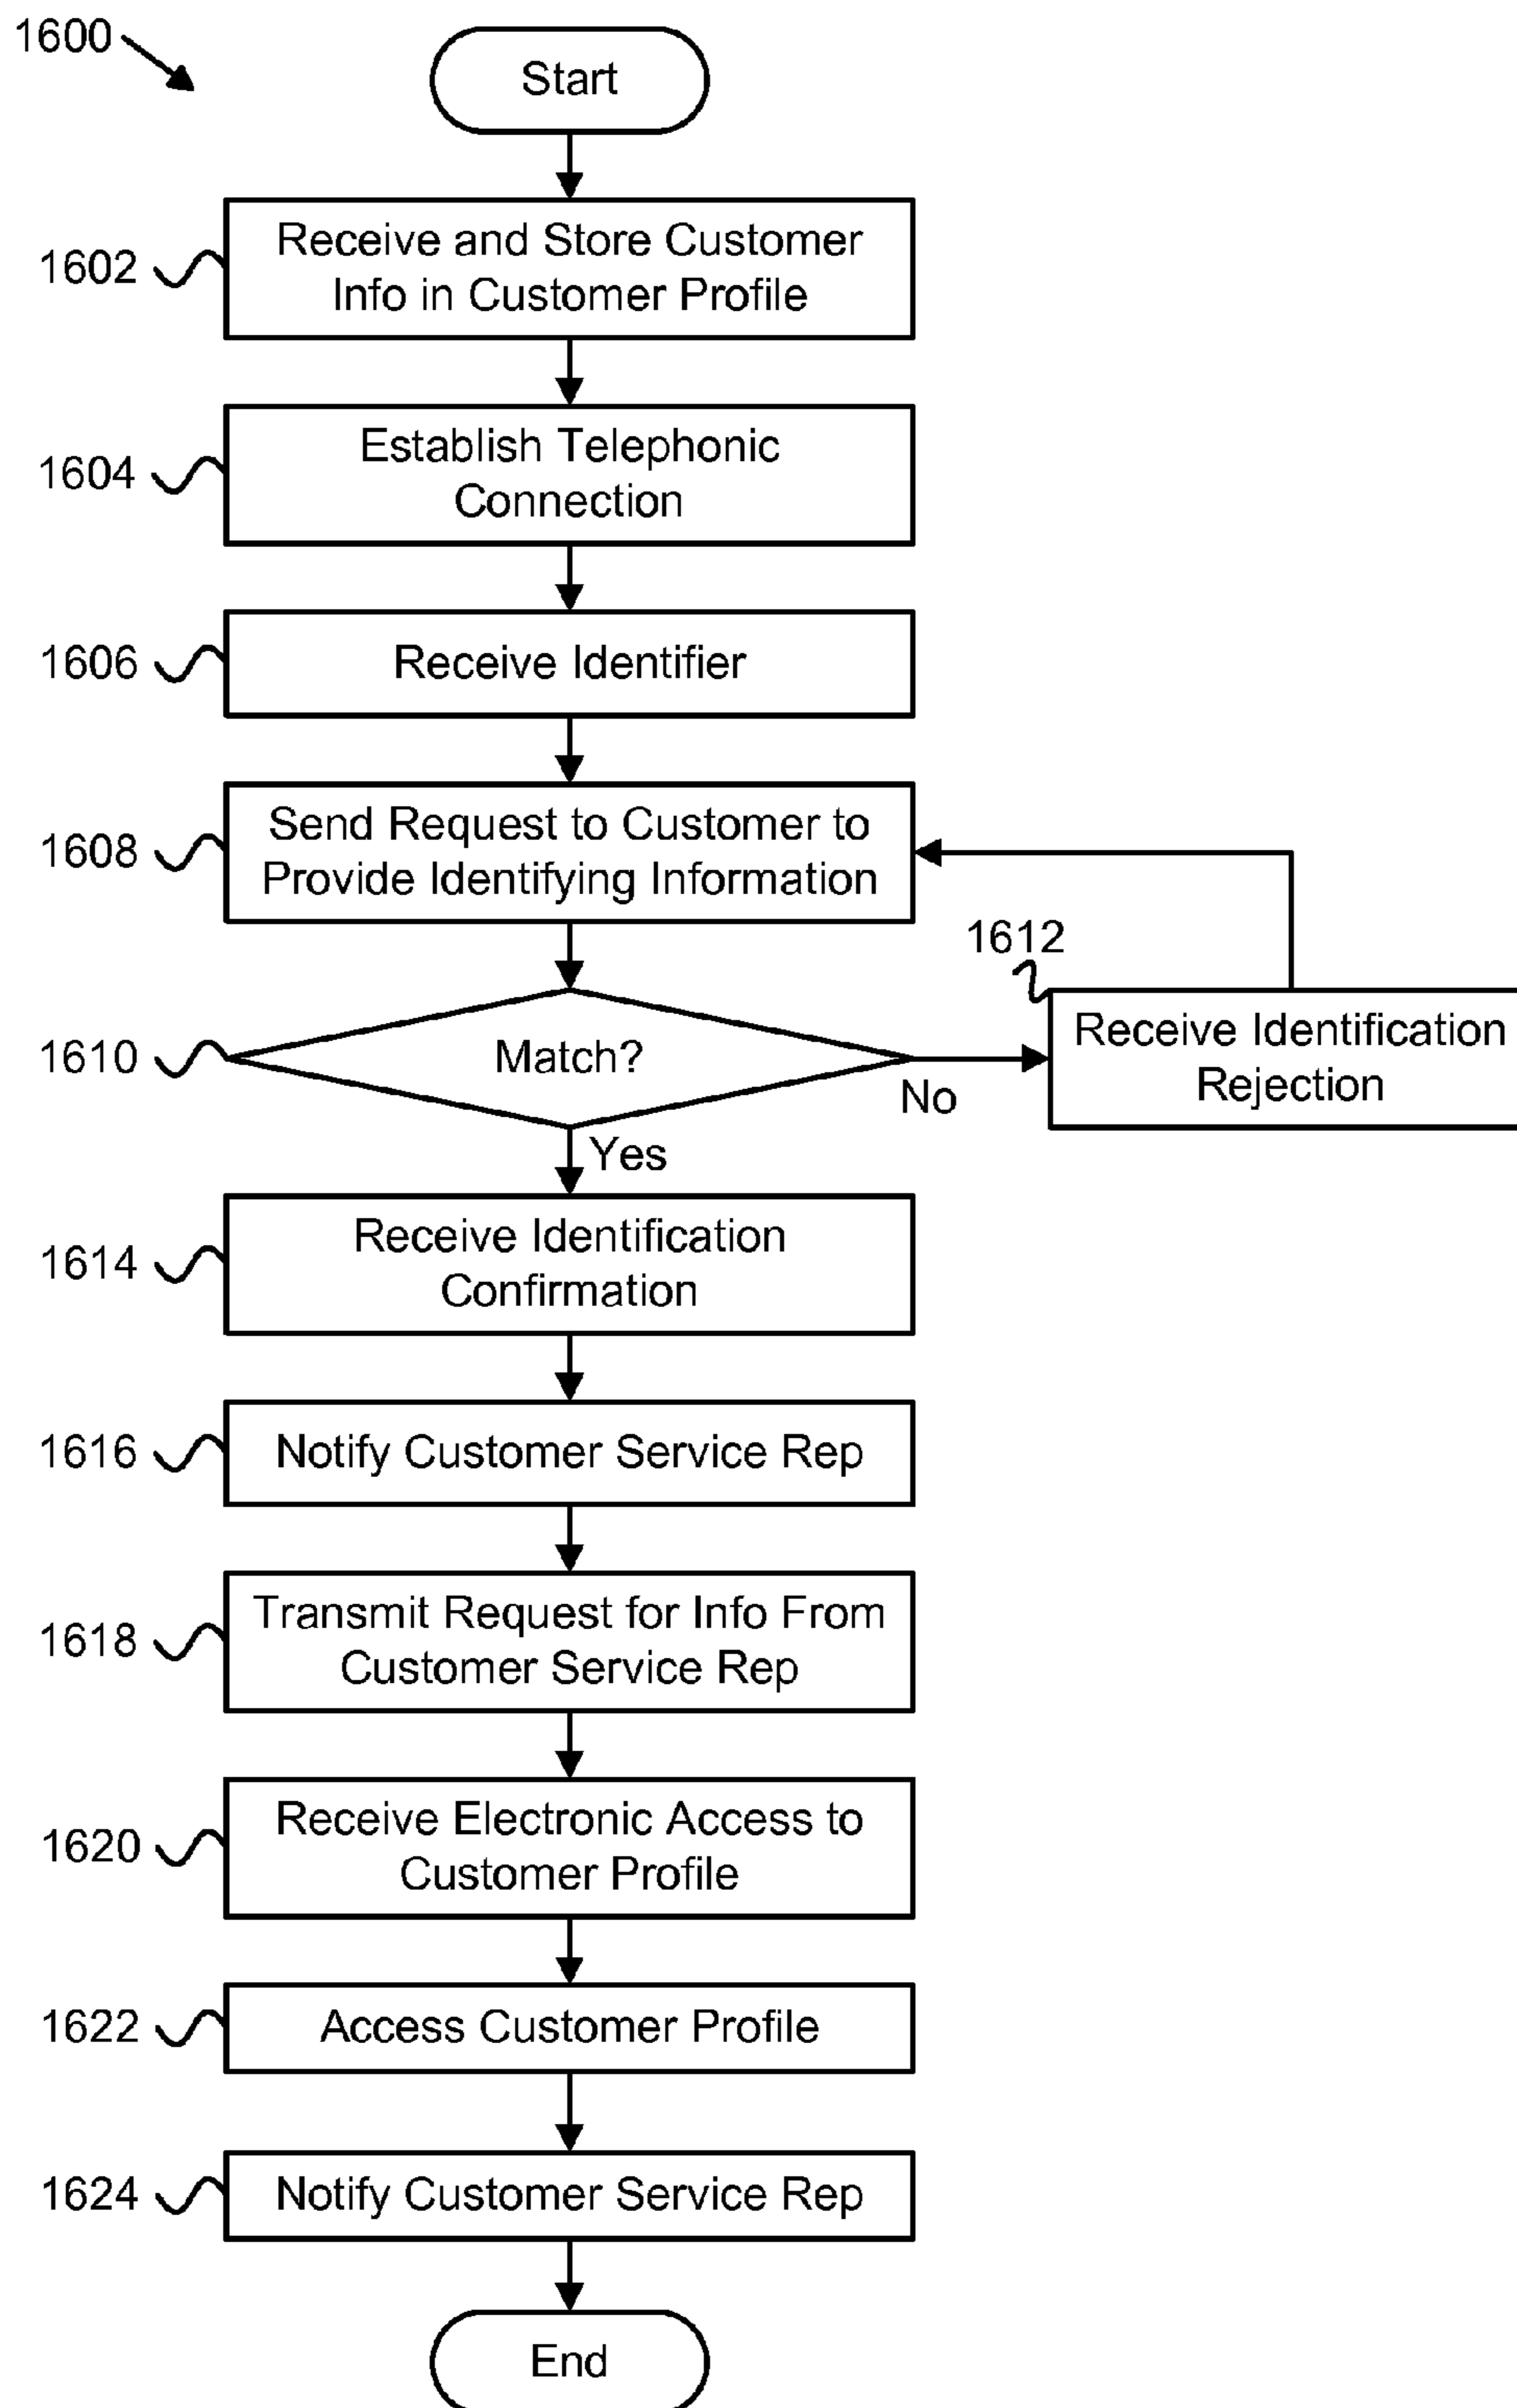 1600
Start
1602
Receive and Store Customer
Info in Customer Profile
1604
Establish Telephonic
Connection
1606
Receive Identifier
1608
Send Request to Customer to
Provide Identifying Information
1610
Match?
No
1612
Receive Identification
Rejection
Yes
1614
Receive Identification
Confirmation
1616
Notify Customer Service Rep
1618
Transmit Request for Info From
Customer Service Rep
1620
Receive Electronic Access to
Customer Profile
1622
Access Customer Profile
1624
Notify Customer Service Rep
End